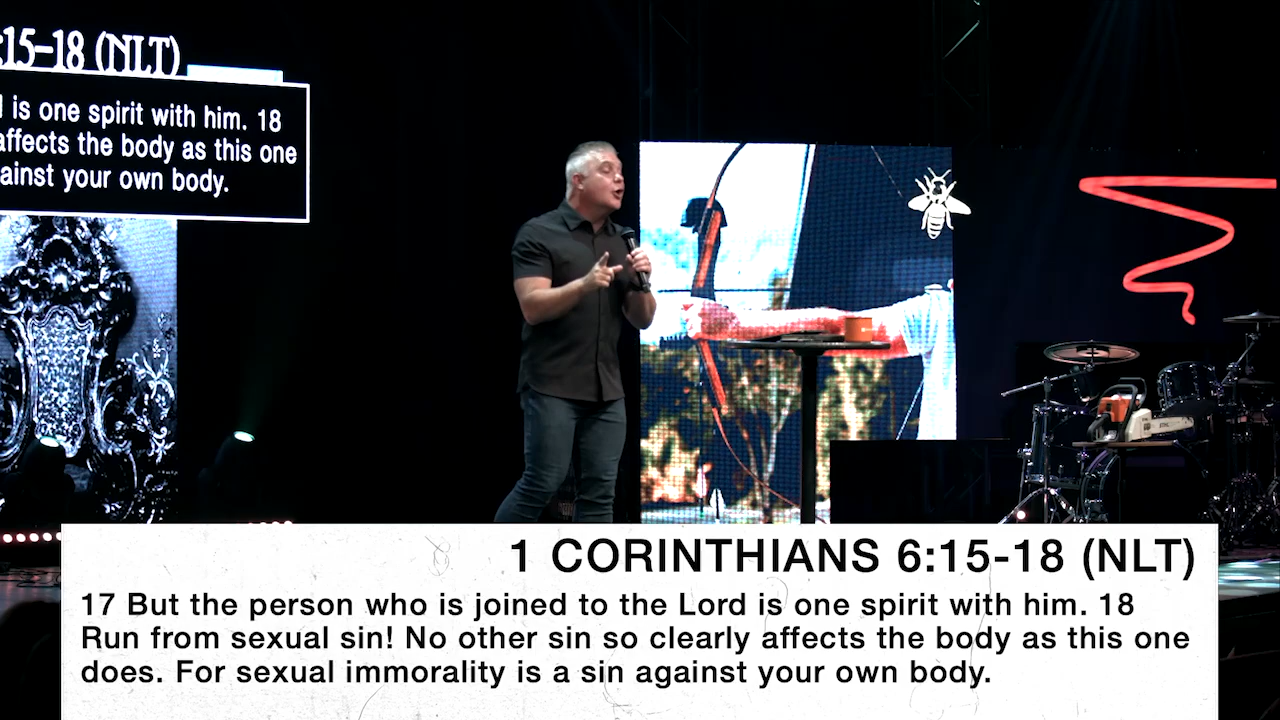 :15-18 (NLT)
is one spirit with him. 18
affects the body as this one
ainst your own body.
1 CORINTHIANS 6:15-18 (NLT)
17 But the person who is joined to the Lord is one spirit with him. 18
Run from sexual sin! No other sin so clearly affects the body as this one
does. For sexual immorality is a sin against your own body.